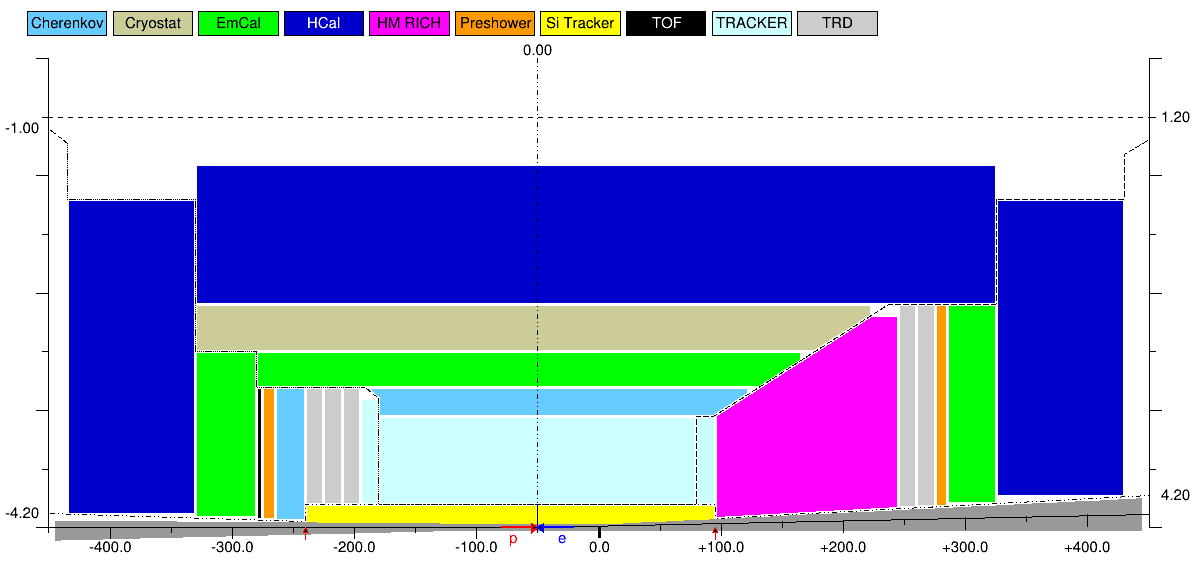 Cherenkov Cryostat EmCal HCal HM RICH Preshower Si Tracker TOF TRACKER TRD
0.00
-1.00
1.20
-4.20
4.20
p e
-400.0 -300.0 -200.0 -100.0 0.0 +100.0 +200.0 +300.0 +400.0